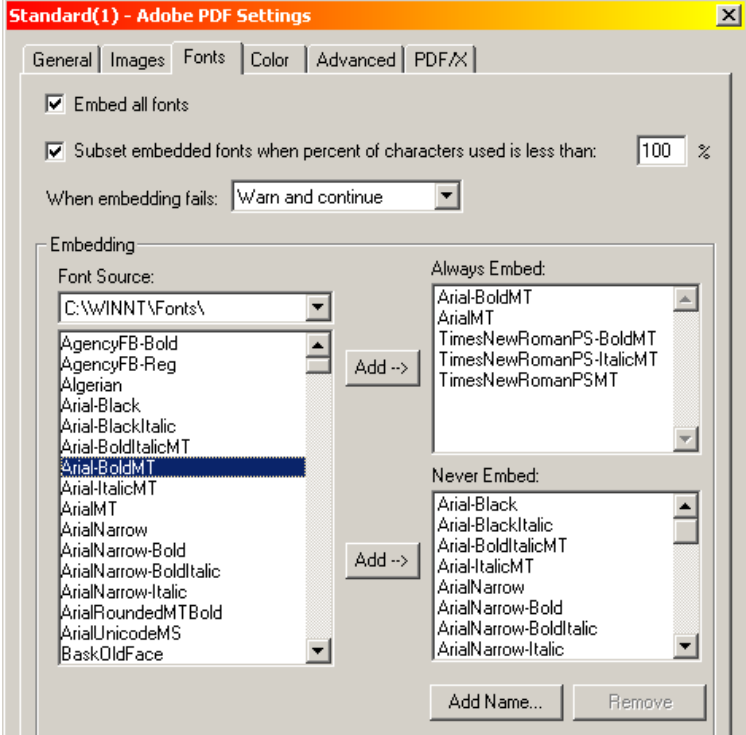 Standard(1) - Adobe PDF Settings
General Images Fonts Color Advanced PDF/X
Embed all fonts
Subset embedded fonts when percent of characters used is less than: 100 %
When embedding fails: Warn and continue
Embedding
Font Source:
C:\WINNT\Fonts\
AgencyFB-Bold
AgencyFB-Reg
Algerian
Arial-Black
Arial-BlackItalic
Arial-BoldItalicMT
Arial-BoldMT
Arial-ItalicMT
ArialMT
ArialNarrow
ArialNarrow-Bold
ArialNarrow-BoldItalic
ArialNarrow-Italic
ArialRoundedMTBold
ArialUnicodeMS
BaskOldFace
Add -->
Add -->
Always Embed:
Arial-BoldMT
ArialMT
TimesNewRomanPS-BoldMT
TimesNewRomanPS-ItalicMT
TimesNewRomanPSMT
Never Embed:
Arial-Black
Arial-BlackItalic
Arial-BoldItalicMT
Arial-ItalicMT
ArialNarrow
ArialNarrow-Bold
ArialNarrow-BoldItalic
ArialNarrow-Italic
Add Name... Remove